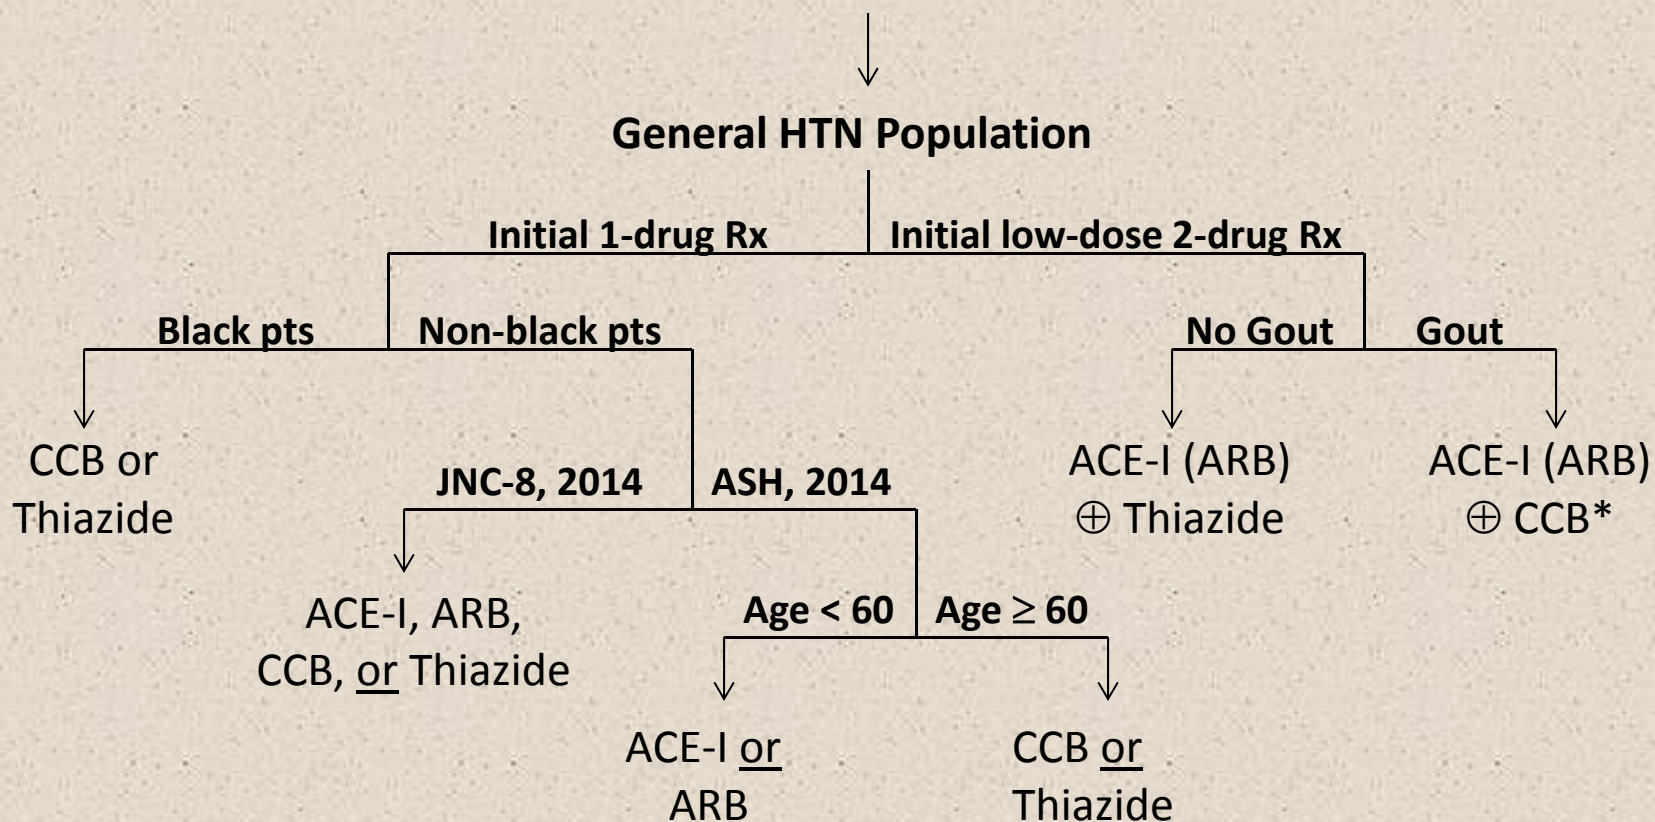 General HTN Population
Initial 1-drug Rx
Initial low-dose 2-drug Rx
Black pts
Non-black pts
No Gout
Gout
CCB or
Thiazide
ACE-I (ARB)
⊕ Thiazide
ACE-I (ARB)
⊕ CCB*
JNC-8, 2014
ASH, 2014
ACE-I, ARB,
CCB, or Thiazide
Age < 60
Age ≥ 60
ACE-I or
ARB
CCB or
Thiazide